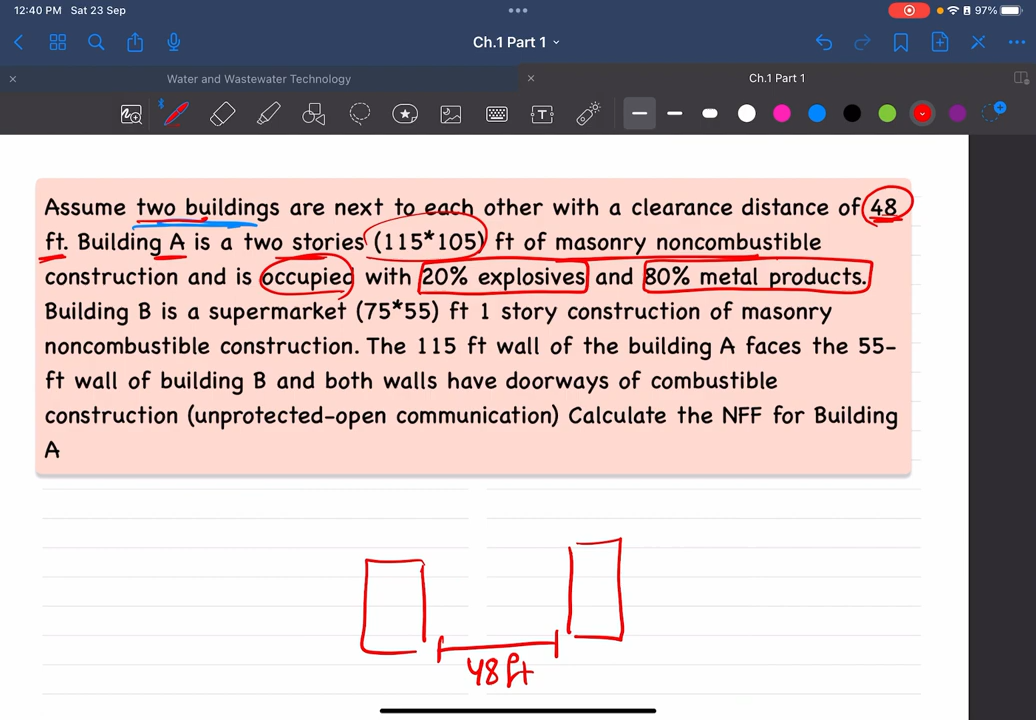 12:40 PM Sat 23 Sep
97%
Ch.1 Part 1
Water and Wastewater Technology
Ch.1 Part 1
Assume two buildings are next to each other with a clearance distance of 48
ft. Building A is a two stories (115*105) ft of masonry noncombustible
construction and is occupied with 20% explosives and 80% metal products.
Building B is a supermarket (75*55) ft 1 story construction of masonry
noncombustible construction. The 115 ft wall of the building A faces the 55-
ft wall of building B and both walls have doorways of combustible
construction (unprotected-open communication) Calculate the NFF for Building
A
48 ft